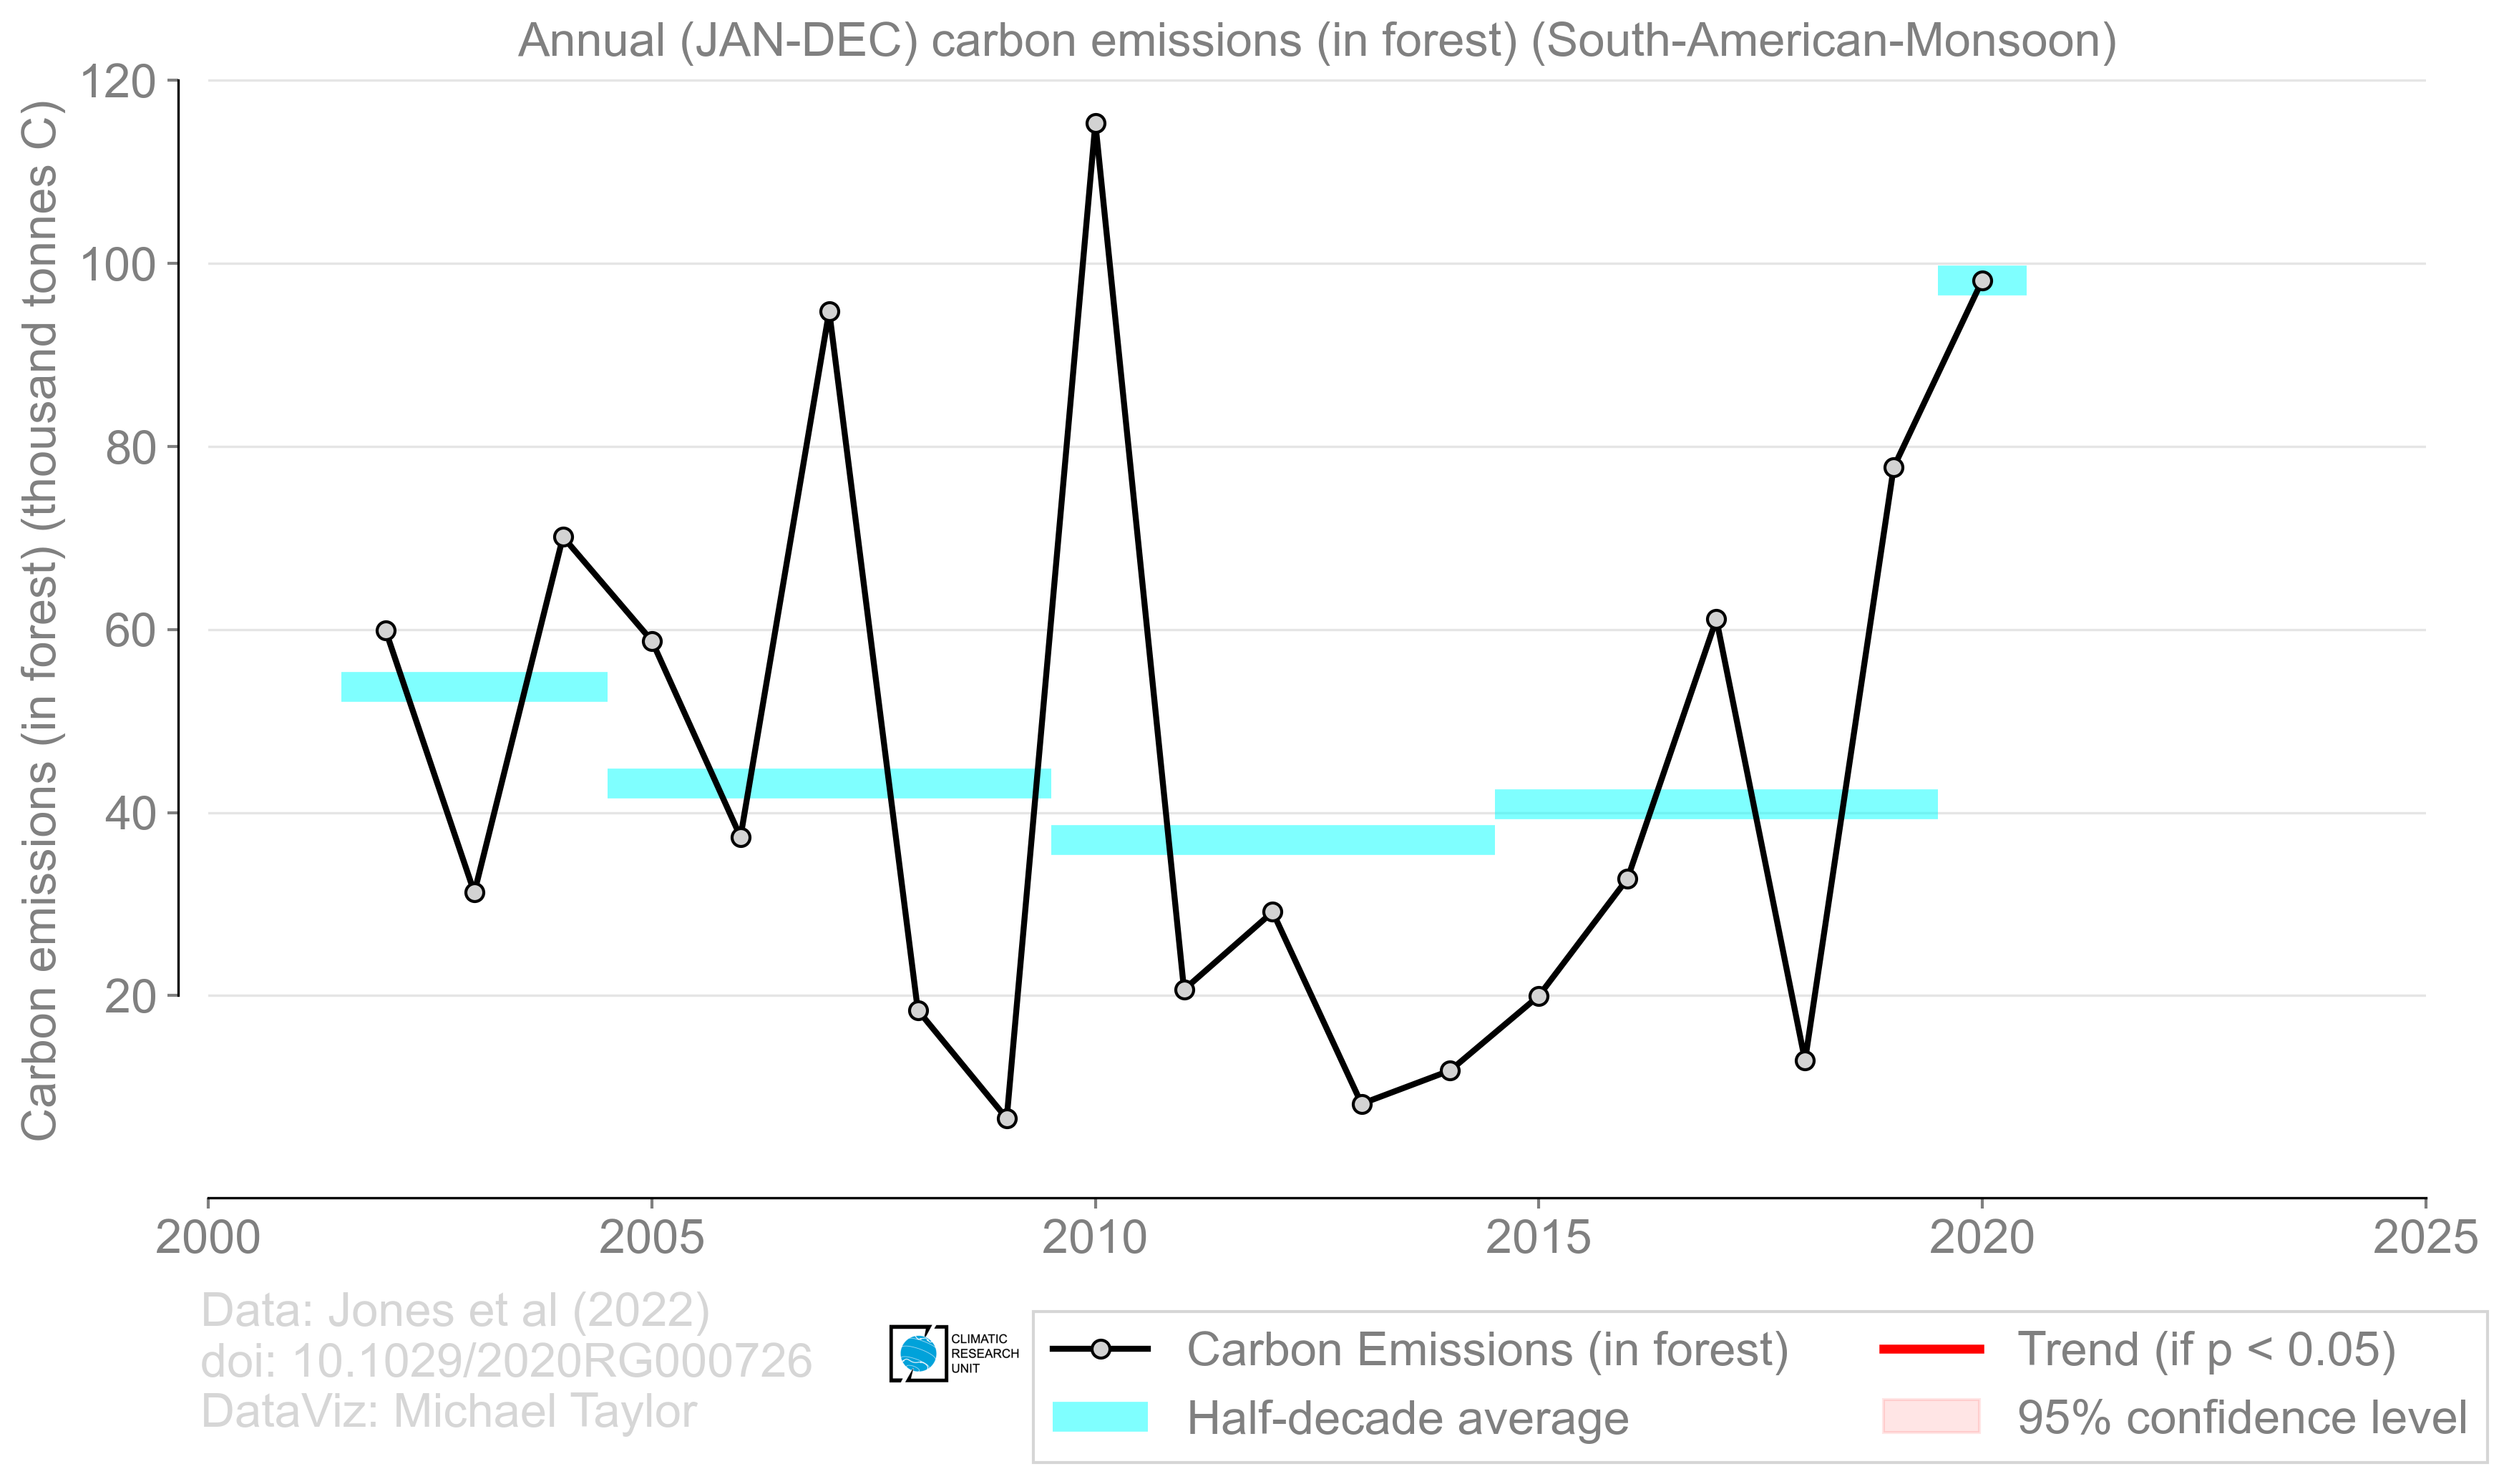 Annual (JAN-DEC) carbon emissions (in forest) (South-American-Monsoon)
Carbon emissions (in forest) (thousand tonnes C)
120
100
80
60
40
20
2000 2005 2010 2015 2020 2025
Data: Jones et al (2022)
doi: 10.1029/2020RG000726
DataViz: Michael Taylor
CLIMATIC
RESEARCH
UNIT
Carbon Emissions (in forest)
Half-decade average
Trend (if p < 0.05)
95% confidence level